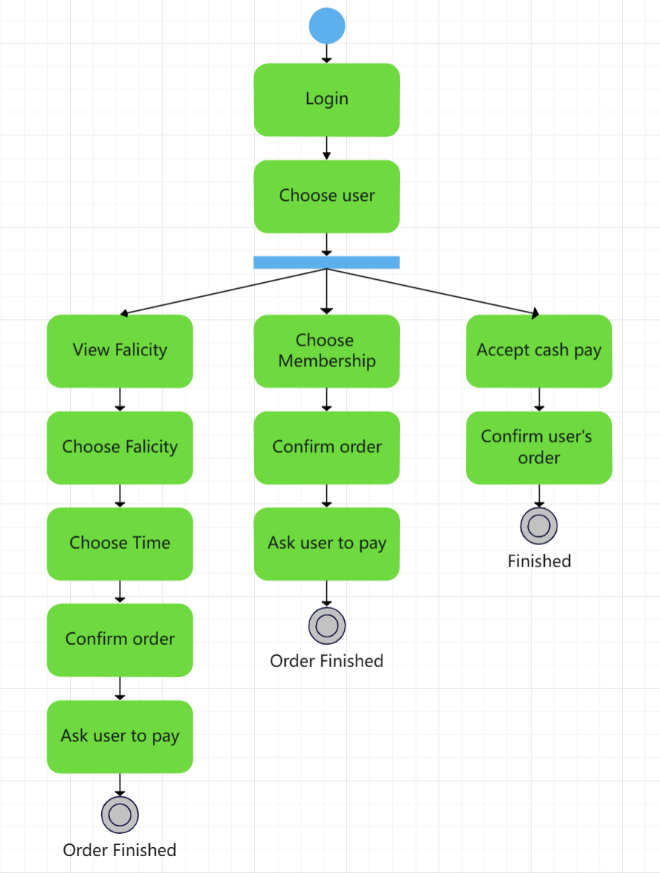 Login
Choose user
View Falicity
Choose Falicity
Choose Time
Confirm order
Ask user to pay
Order Finished
Choose
Membership
Confirm order
Ask user to pay
Order Finished
Accept cash pay
Confirm user's
order
Finished